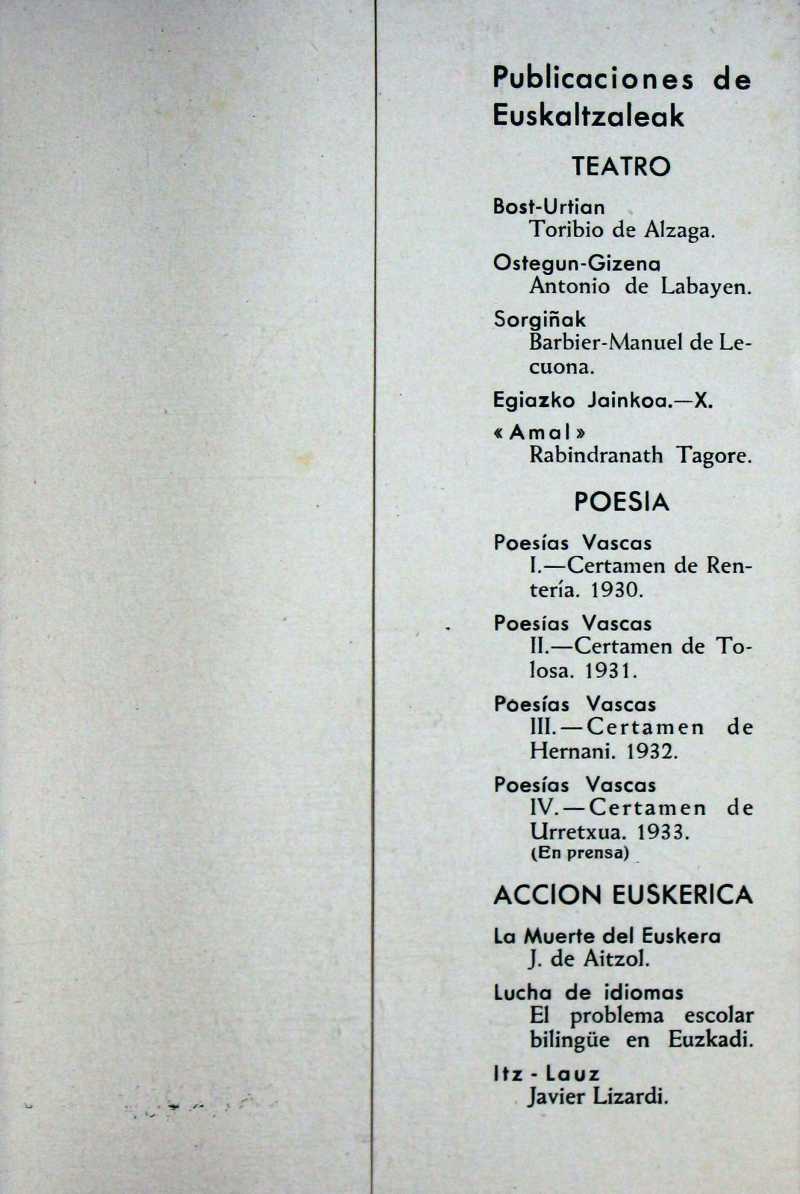 Publicaciones de
Euskaltzaleak
TEATRO
Bost-Urtian
Toribio de Alzaga.
Ostegun-Gizena
Antonio de Labayen.
Sorgiñak
Barbier-Manuel de Le-
cuona.
Egiazko Jainkoa.—X.
«Amal»
Rabindranath Tagore.
POESIA
Poesías Vascas
I.—Certamen de Ren-
tería. 1930.
Poesías Vascas
II.—Certamen de To-
losa. 1931.
Poesías Vascas
III.—Certamen de
Hernani. 1932.
Poesías Vascas
IV.—Certamen de
Urretxua. 1933.
(En prensa)
ACCION EUSKERICA
La Muerte del Euskera
J. de Aitzol.
Lucha de idiomas
El problema escolar
bilingüe en Euzkadi.
Itz - Lauz
Javier Lizardi.